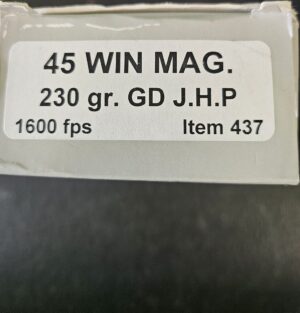 45 WIN MAG.
230 gr. GD J.H.P
1600 fps Item 437